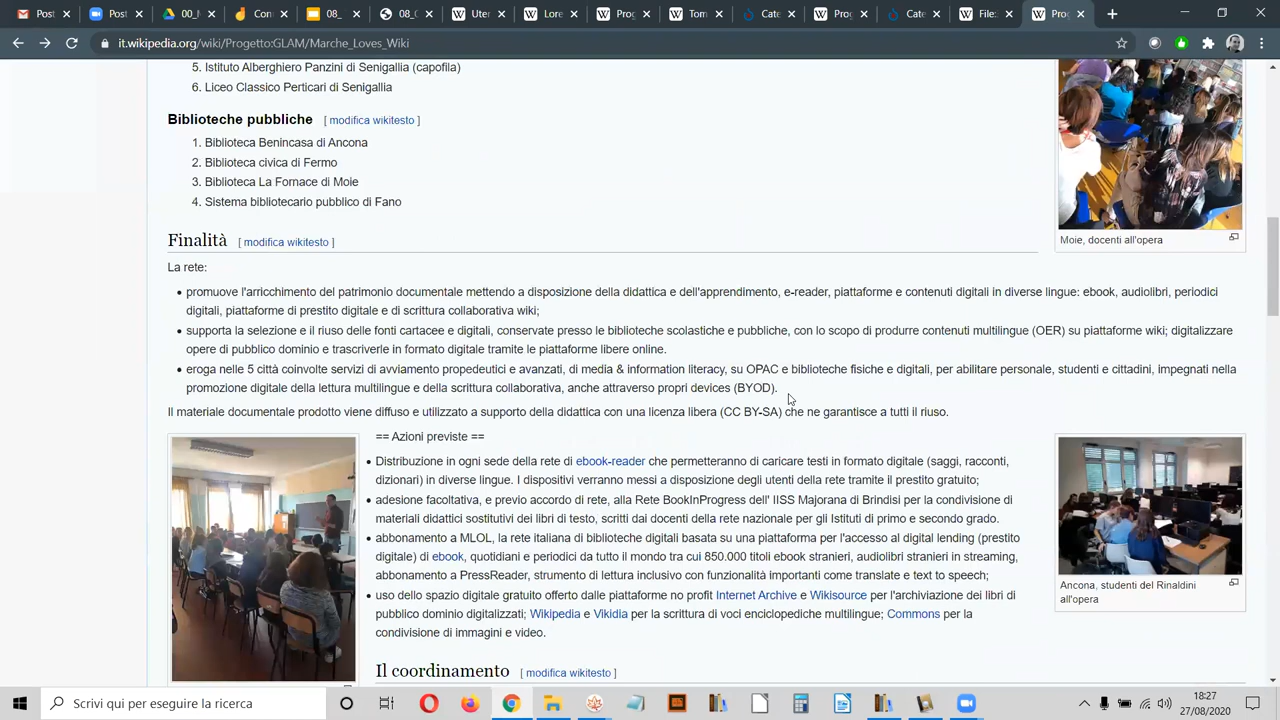 Post
Post
Con
08_
08_
Uter
Lore
Prog
Tom
Cate
Prog
Cate
File:
Prog
it.wikipedia.org/wiki/Progetto:GLAM/Marche_Loves_Wiki
5. Istituto Alberghiero Panzini di Senigallia (capofila)
6. Liceo Classico Perticari di Senigallia
Biblioteche pubbliche [ modifica wikitesto ]
1. Biblioteca Benincasa di Ancona
2. Biblioteca civica di Fermo
3. Biblioteca La Fornace di Moie
4. Sistema bibliotecario pubblico di Fano
Moie, docenti all'opera
Finalità [ modifica wikitesto ]
La rete:
• promuove l'arricchimento del patrimonio documentale mettendo a disposizione della didattica e dell'apprendimento, e-reader, piattaforme e contenuti digitali in diverse lingue: ebook, audiolibri, periodici
digitali, piattaforme di prestito digitale e di scrittura collaborativa wiki;
• supporta la selezione e il riuso delle fonti cartacee e digitali, conservate presso le biblioteche scolastiche e pubbliche, con lo scopo di produrre contenuti multilingue (OER) su piattaforme wiki; digitalizzare
opere di pubblico dominio e trascriverle in formato digitale tramite le piattaforme libere online.
• eroga nelle 5 città coinvolte servizi di avviamento propedeutici e avanzati, di media & information literacy, su OPAC e biblioteche fisiche e digitali, per abilitare personale, studenti e cittadini, impegnati nella
promozione digitale della lettura multilingue e della scrittura collaborativa, anche attraverso propri devices (BYOD).
Il materiale documentale prodotto viene diffuso e utilizzato a supporto della didattica con una licenza libera (CC BY-SA) che ne garantisce a tutti il riuso.
== Azioni previste ==
• Distribuzione in ogni sede della rete di ebook-reader che permetteranno di caricare testi in formato digitale (saggi, racconti,
dizionari) in diverse lingue. I dispositivi verranno messi a disposizione degli utenti della rete tramite il prestito gratuito;
• adesione facoltativa, e previo accordo di rete, alla Rete BookInProgress dell' IISS Majorana di Brindisi per la condivisione di
materiali didattici sostitutivi dei libri di testo, scritti dai docenti della rete nazionale per gli Istituti di primo e secondo grado.
• abbonamento a MLOL, la rete italiana di biblioteche digitali basata su una piattaforma per l'accesso al digital lending (prestito
digitale) di ebook, quotidiani e periodici da tutto il mondo tra cui 850.000 titoli ebook stranieri, audiolibri stranieri in streaming,
abbonamento a PressReader, strumento di lettura inclusivo con funzionalità importanti come translate e text to speech;
• uso dello spazio digitale gratuito offerto dalle piattaforme no profit Internet Archive e Wikisource per l'archiviazione dei libri di
pubblico dominio digitalizzati; Wikipedia e Vikidia per la scrittura di voci enciclopediche multilingue; Commons per la
condivisione di immagini e video.
Ancona, studenti del Rinaldini
all'opera
Il coordinamento [ modifica wikitesto ]
Scrivi qui per eseguire la ricerca
18:27
27/08/2020